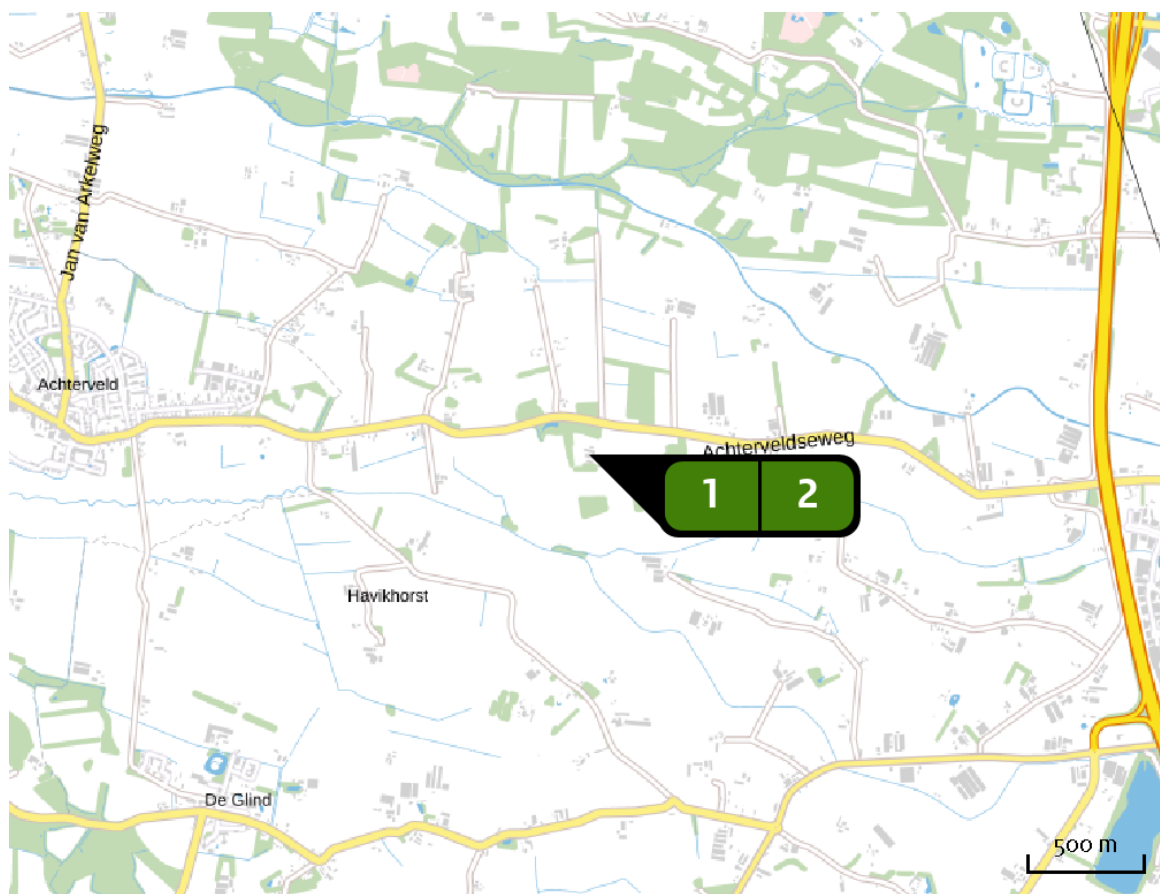 Jan van Arkelweg
Achterveld
Achterveldseweg
1 2
Havikhorst
De Glind
500 m